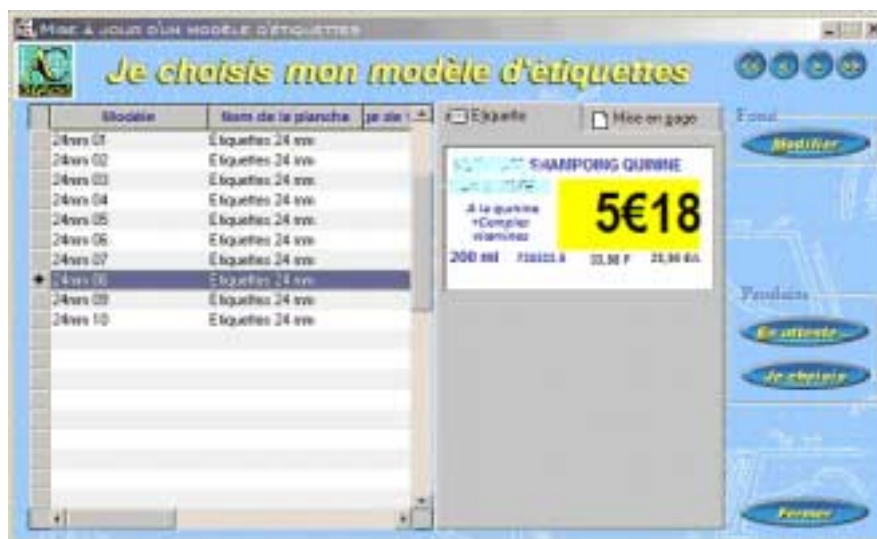 Mise à jour d'un modèle d'étiquettes
Je choisis mon modèle d'étiquettes
Modèle Nom de la planche
24mm 01 Etiquettes 24 mm
24mm 02 Etiquettes 24 mm
24mm 03 Etiquettes 24 mm
24mm 04 Etiquettes 24 mm
24mm 05 Etiquettes 24 mm
24mm 06 Etiquettes 24 mm
24mm 07 Etiquettes 24 mm
24mm 08 Etiquettes 24 mm
24mm 09 Etiquettes 24 mm
24mm 10 Etiquettes 24 mm
Etiquette Mise en page
SHAMPOING QUININE
A la quinine
+Complex
vitamines
5€18
200 ml
Fond
Modifier
Produits
En attente...
Je choisis
Fermer